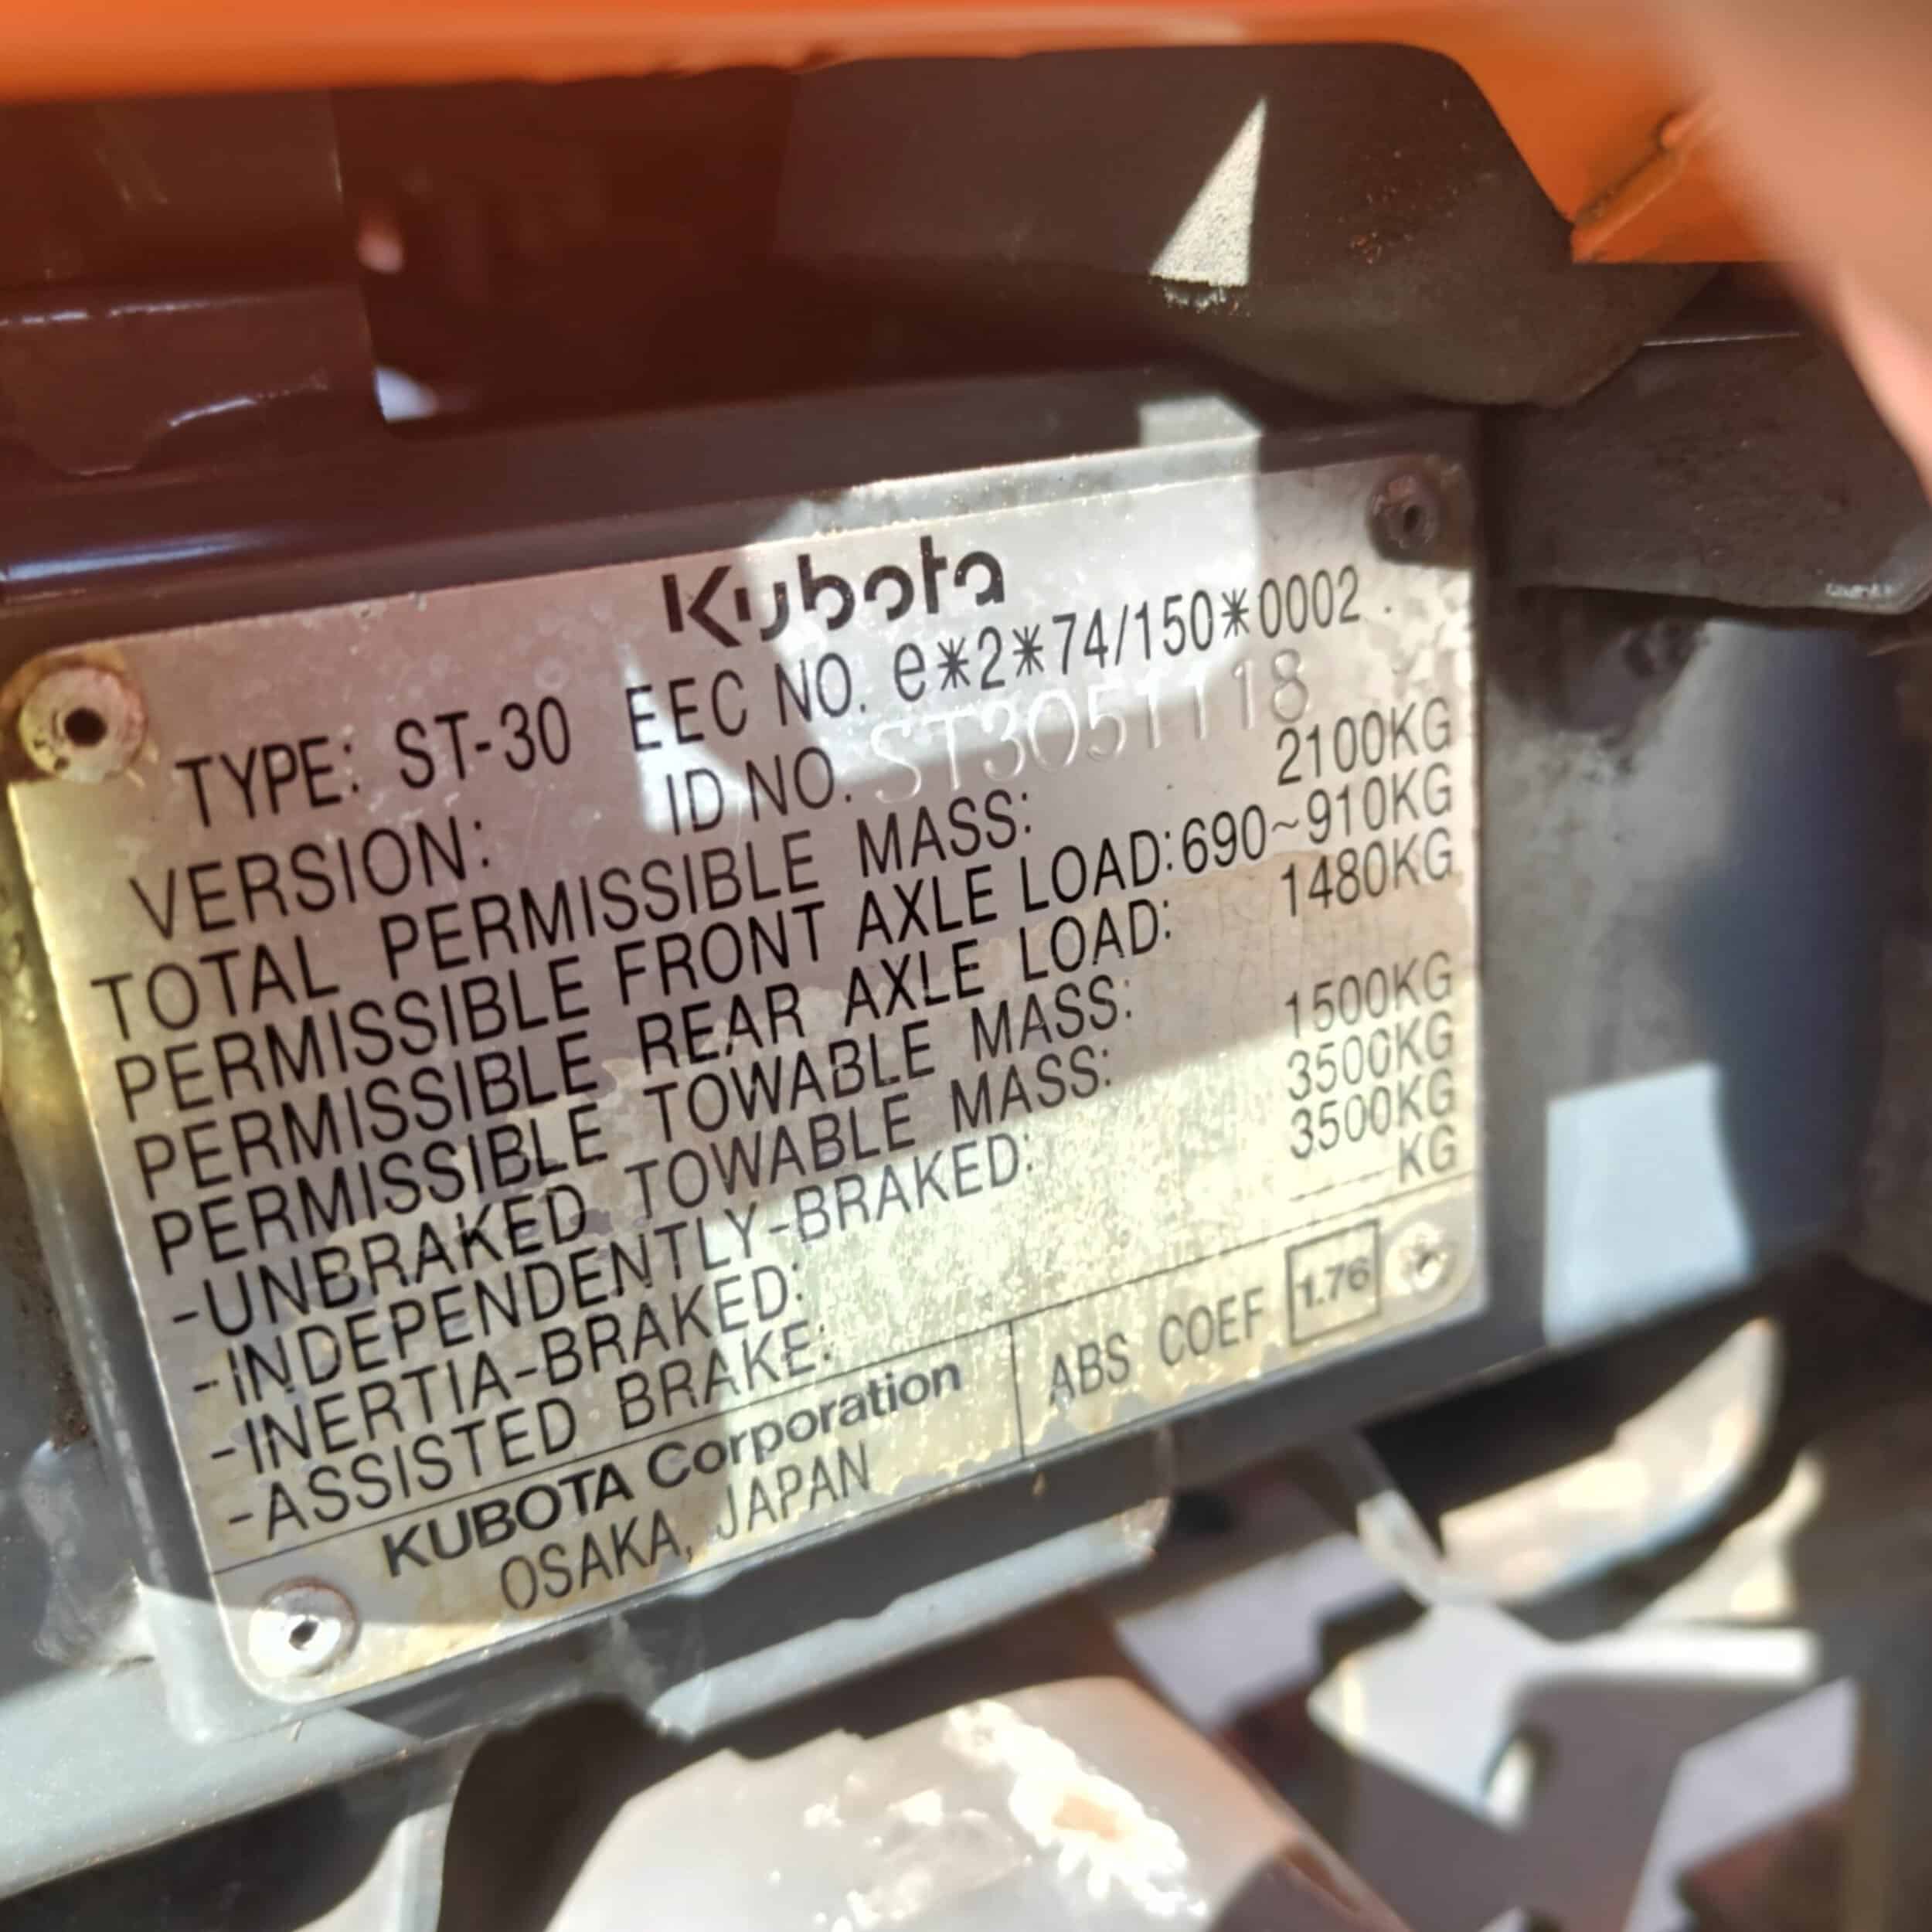 Kubota
TYPE: ST-30 EEC NO. e*2*74/150*0002
VERSION: ID NO. ST3051118
TOTAL PERMISSIBLE MASS: 2100KG
PERMISSIBLE FRONT AXLE LOAD: 690~910KG
PERMISSIBLE REAR AXLE LOAD: 1480KG
PERMISSIBLE TOWABLE MASS:
-UNBRAKED TOWABLE MASS: 1500KG
-INDEPENDENTLY-BRAKED: 3500KG
-INERTIA-BRAKED: 3500KG
-ASSISTED BRAKE: KG
KUBOTA Corporation
OSAKA, JAPAN
ABS COEF 1.76